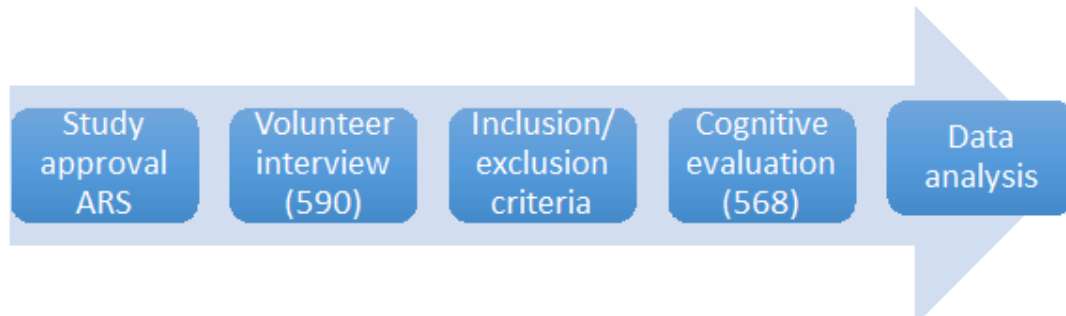 Study
approval
ARS
Volunteer
interview
(590)
Inclusion/
exclusion
criteria
Cognitive
evaluation
(568)
Data
analysis